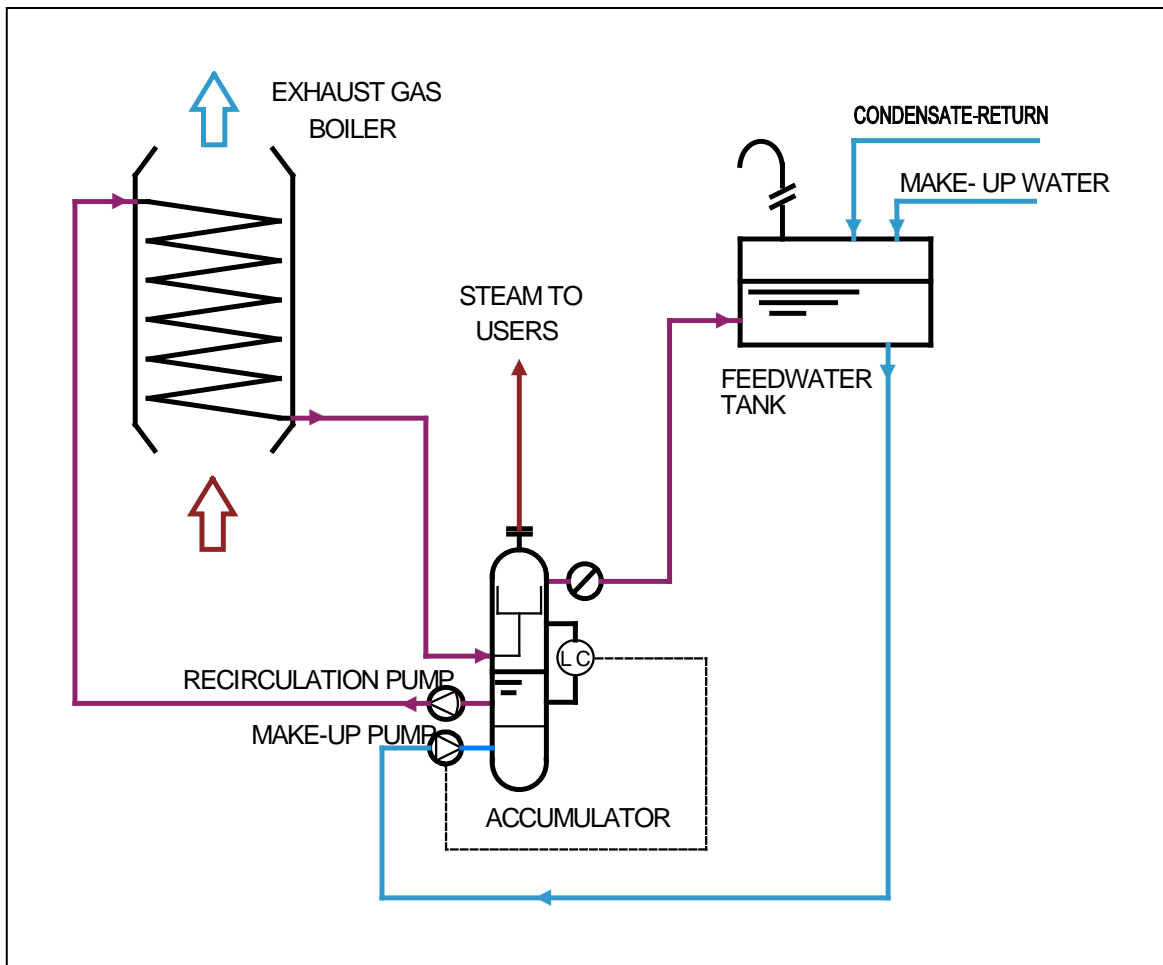 EXHAUST GAS
BOILER
CONDENSATE-RETURN
MAKE- UP WATER
STEAM TO
USERS
FEEDWATER
TANK
L C
RECIRCULATION PUMP
MAKE-UP PUMP
ACCUMULATOR